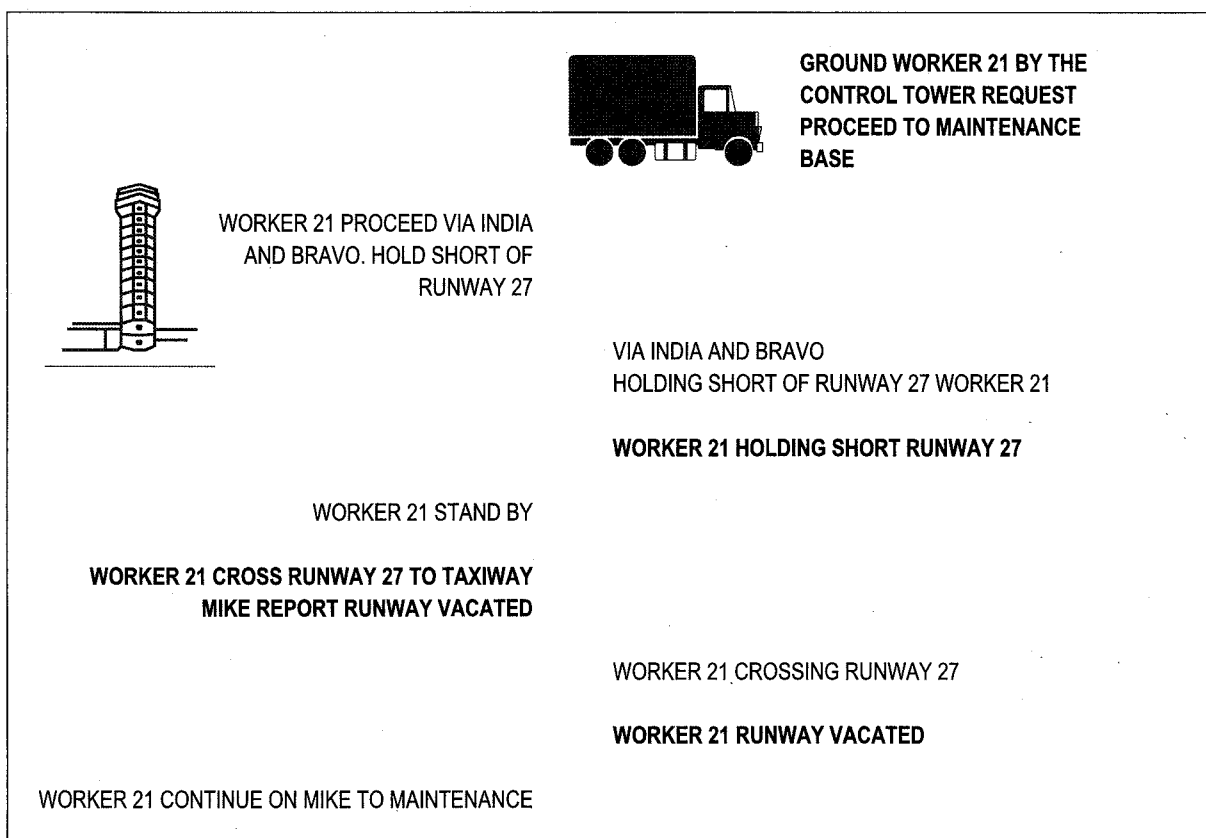 GROUND WORKER 21 BY THE
CONTROL TOWER REQUEST
PROCEED TO MAINTENANCE
BASE
WORKER 21 PROCEED VIA INDIA
AND BRAVO. HOLD SHORT OF
RUNWAY 27
VIA INDIA AND BRAVO
HOLDING SHORT OF RUNWAY 27 WORKER 21
WORKER 21 HOLDING SHORT RUNWAY 27
WORKER 21 STAND BY
WORKER 21 CROSS RUNWAY 27 TO TAXIWAY
MIKE REPORT RUNWAY VACATED
WORKER 21 CROSSING RUNWAY 27
WORKER 21 RUNWAY VACATED
WORKER 21 CONTINUE ON MIKE TO MAINTENANCE